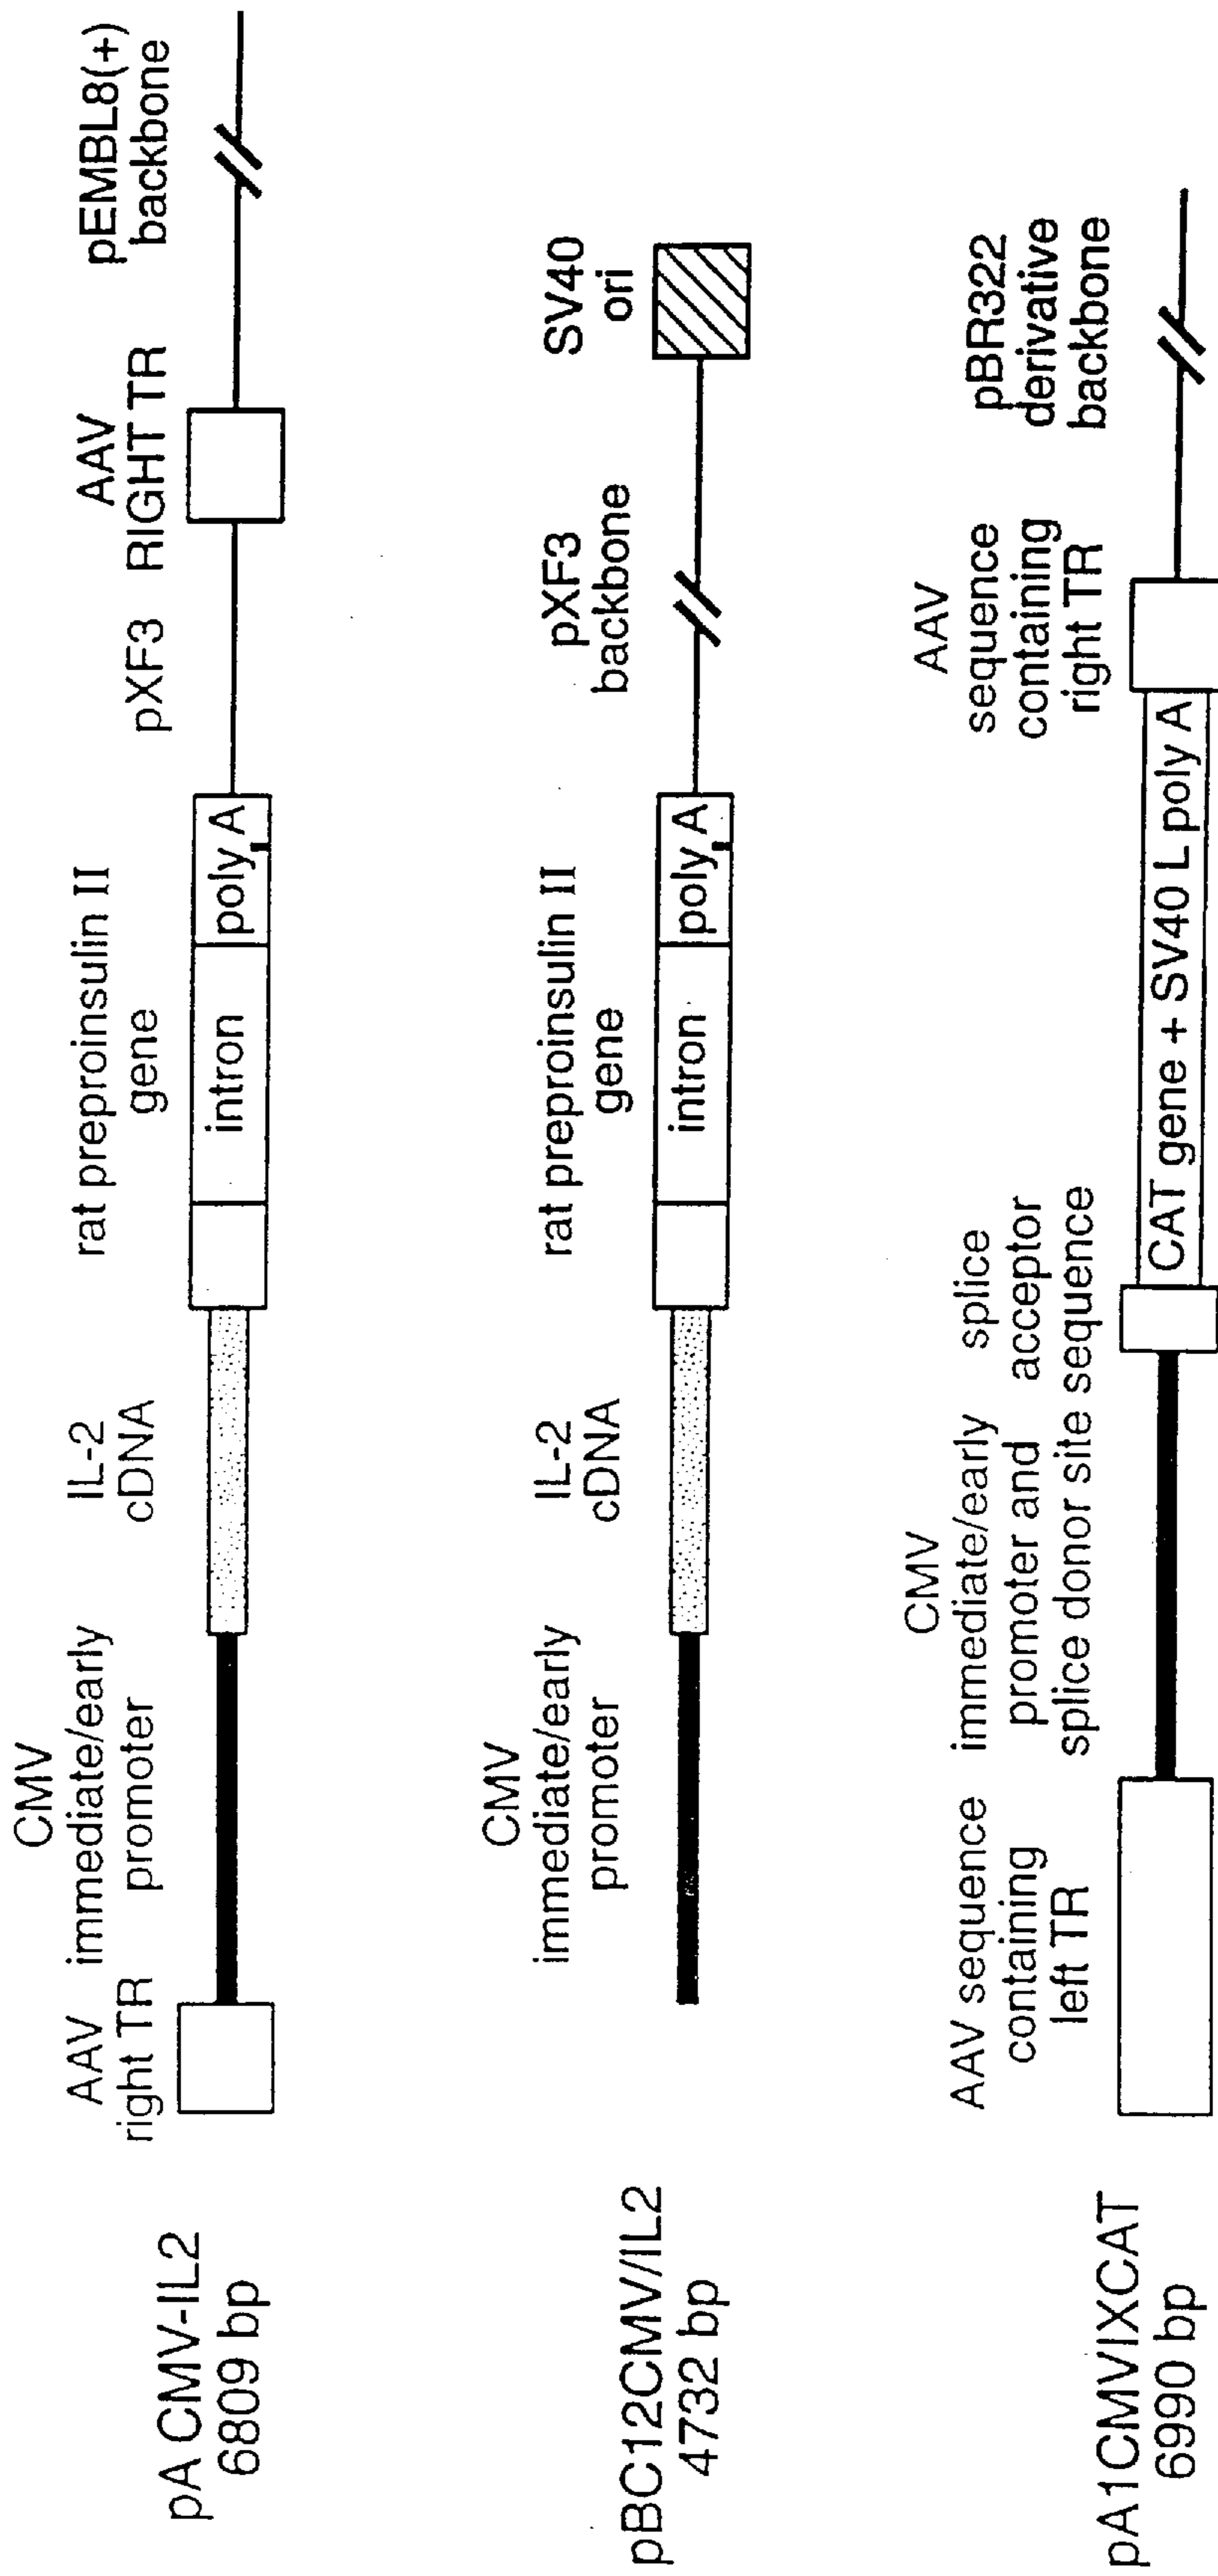 pA CMV-IL2
6809 bp
AAV
right TR
CMV
immediate/early
promoter
IL-2
cDNA
rat preproinsulin II
gene
intron
poly A
pXF3
AAV
RIGHT TR
pEMBL8(+)
backbone
pBC12CMV/IL2
4732 bp
CMV
immediate/early
promoter
IL-2
cDNA
rat preproinsulin II
gene
intron
poly A
pXF3
backbone
SV40
ori
pA1CMVIXCAT
6990 bp
AAV sequence
containing
left TR
CMV
immediate/early
promoter and
splice donor site
splice
acceptor
sequence
CAT gene + SV40 L poly A
AAV
sequence
containing
right TR
pBR322
derivative
backbone